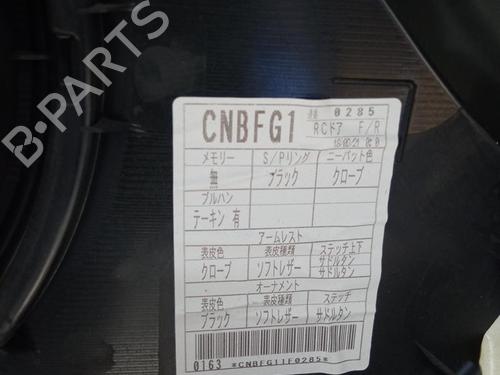 B-PARTS
CNBFG1 連番 0285
RCドア F/R
メモリー S/Pリング ニーパット色
無 ブラック クローブ
プルハン
テーキン 有
アームレスト
表皮色 表皮種類 ステッチ上下
クローブ ソフトレザー サドルタン
サドルタン
オーナメント
表皮色 表皮種類 ステッチ
ブラック ソフトレザー サドルタン
0163 *CNBFG11F0285*